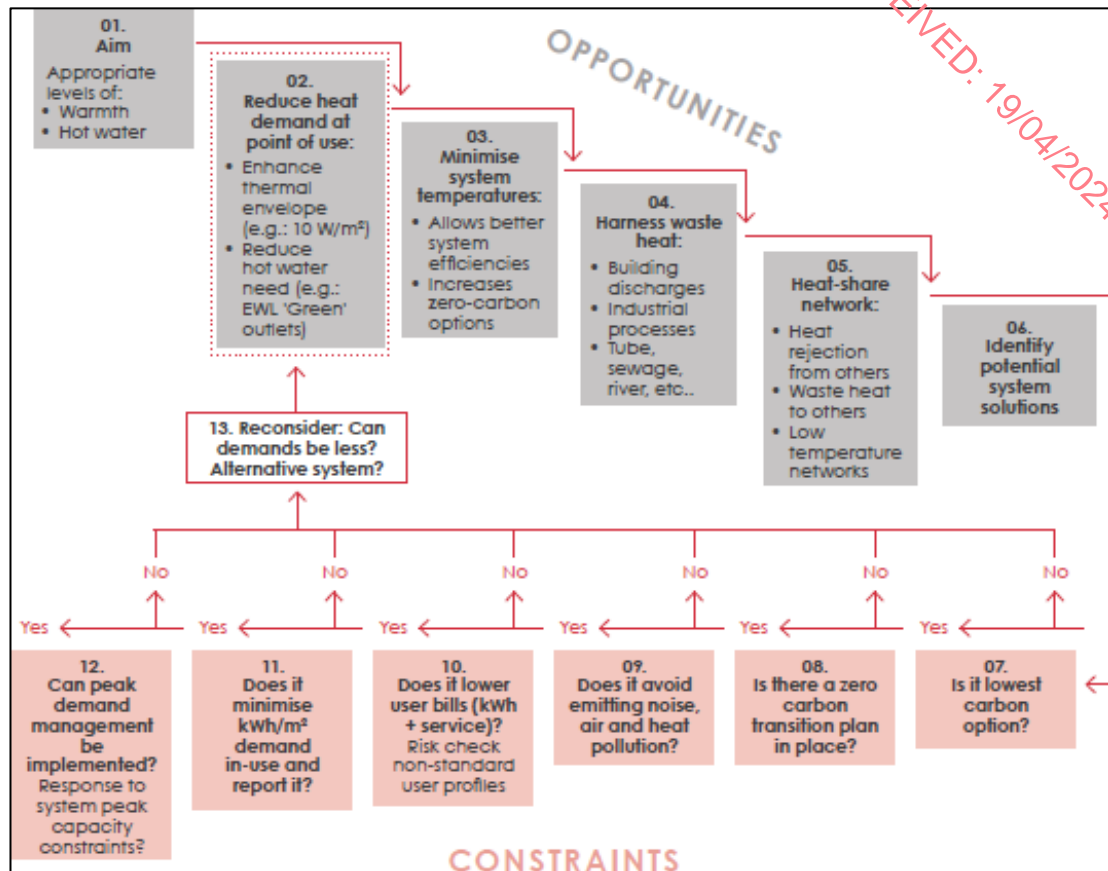 01.
Aim
Appropriate
levels of:
• Warmth
• Hot water
02.
Reduce heat
demand at
point of use:
• Enhance
thermal
envelope
(e.g.: 10 W/m²)
• Reduce
hot water
need (e.g.:
EWL 'Green'
outlets)
03.
Minimise
system
temperatures:
• Allows better
system
efficiencies
• Increases
zero-carbon
options
OPPORTUNITIES
EIVED: 19/04/2024
04.
Harness waste
heat:
• Building
discharges
• Industrial
processes
• Tube,
sewage,
river, etc..
05.
Heat-share
network:
• Heat
rejection
from others
• Waste heat
to others
• Low
temperature
networks
06.
Identify
potential
system
solutions
13. Reconsider: Can
demands be less?
Alternative system?
No No No No No No
Yes Yes Yes Yes Yes Yes
12.
Can peak
demand
management
be
implemented?
Response to
system peak
capacity
constraints?
11.
Does it
minimise
kWh/m²
demand
in-use and
report it?
10.
Does it lower
user bills (kWh
+ service)?
Risk check
non-standard
user profiles
09.
Does it avoid
emitting noise,
air and heat
pollution?
08.
Is there a zero
carbon
transition plan
in place?
07.
Is it lowest
carbon
option?
CONSTRAINTS